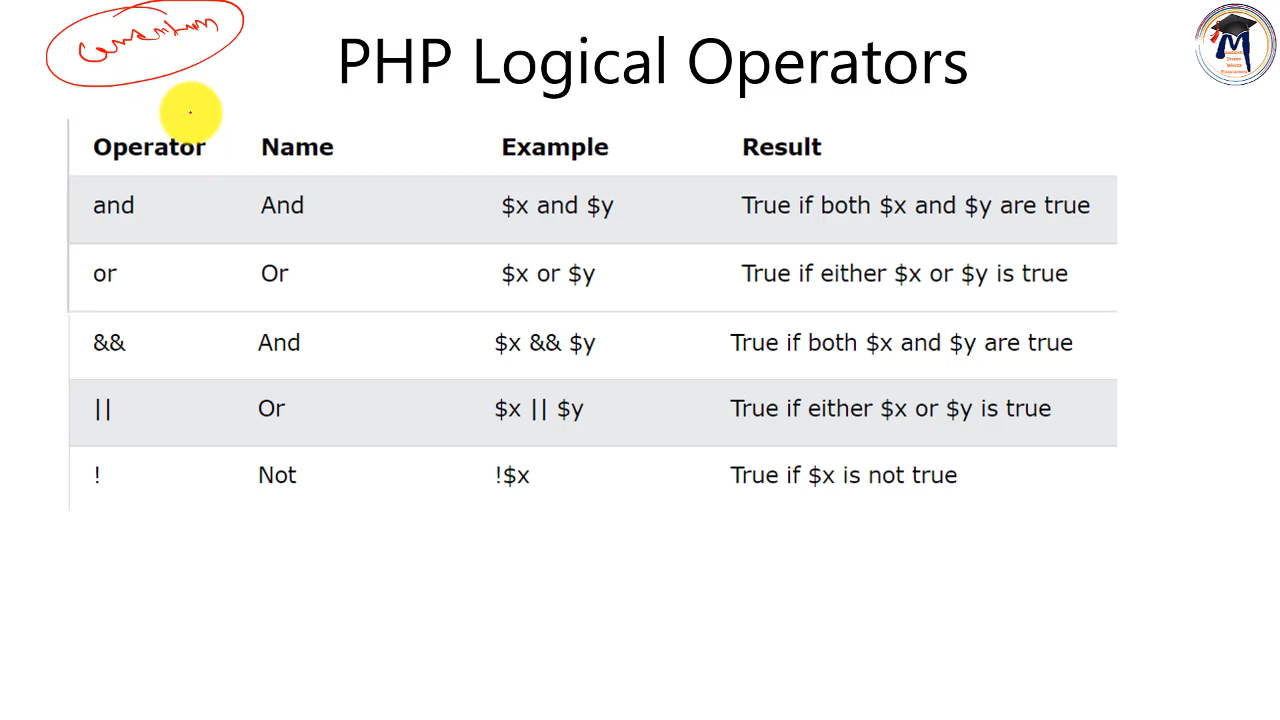 PHP Logical Operators
Operator Name Example Result
and And $x and $y True if both $x and $y are true
or Or $x or $y True if either $x or $y is true
&& And $x && $y True if both $x and $y are true
|| Or $x || $y True if either $x or $y is true
! Not !$x True if $x is not true